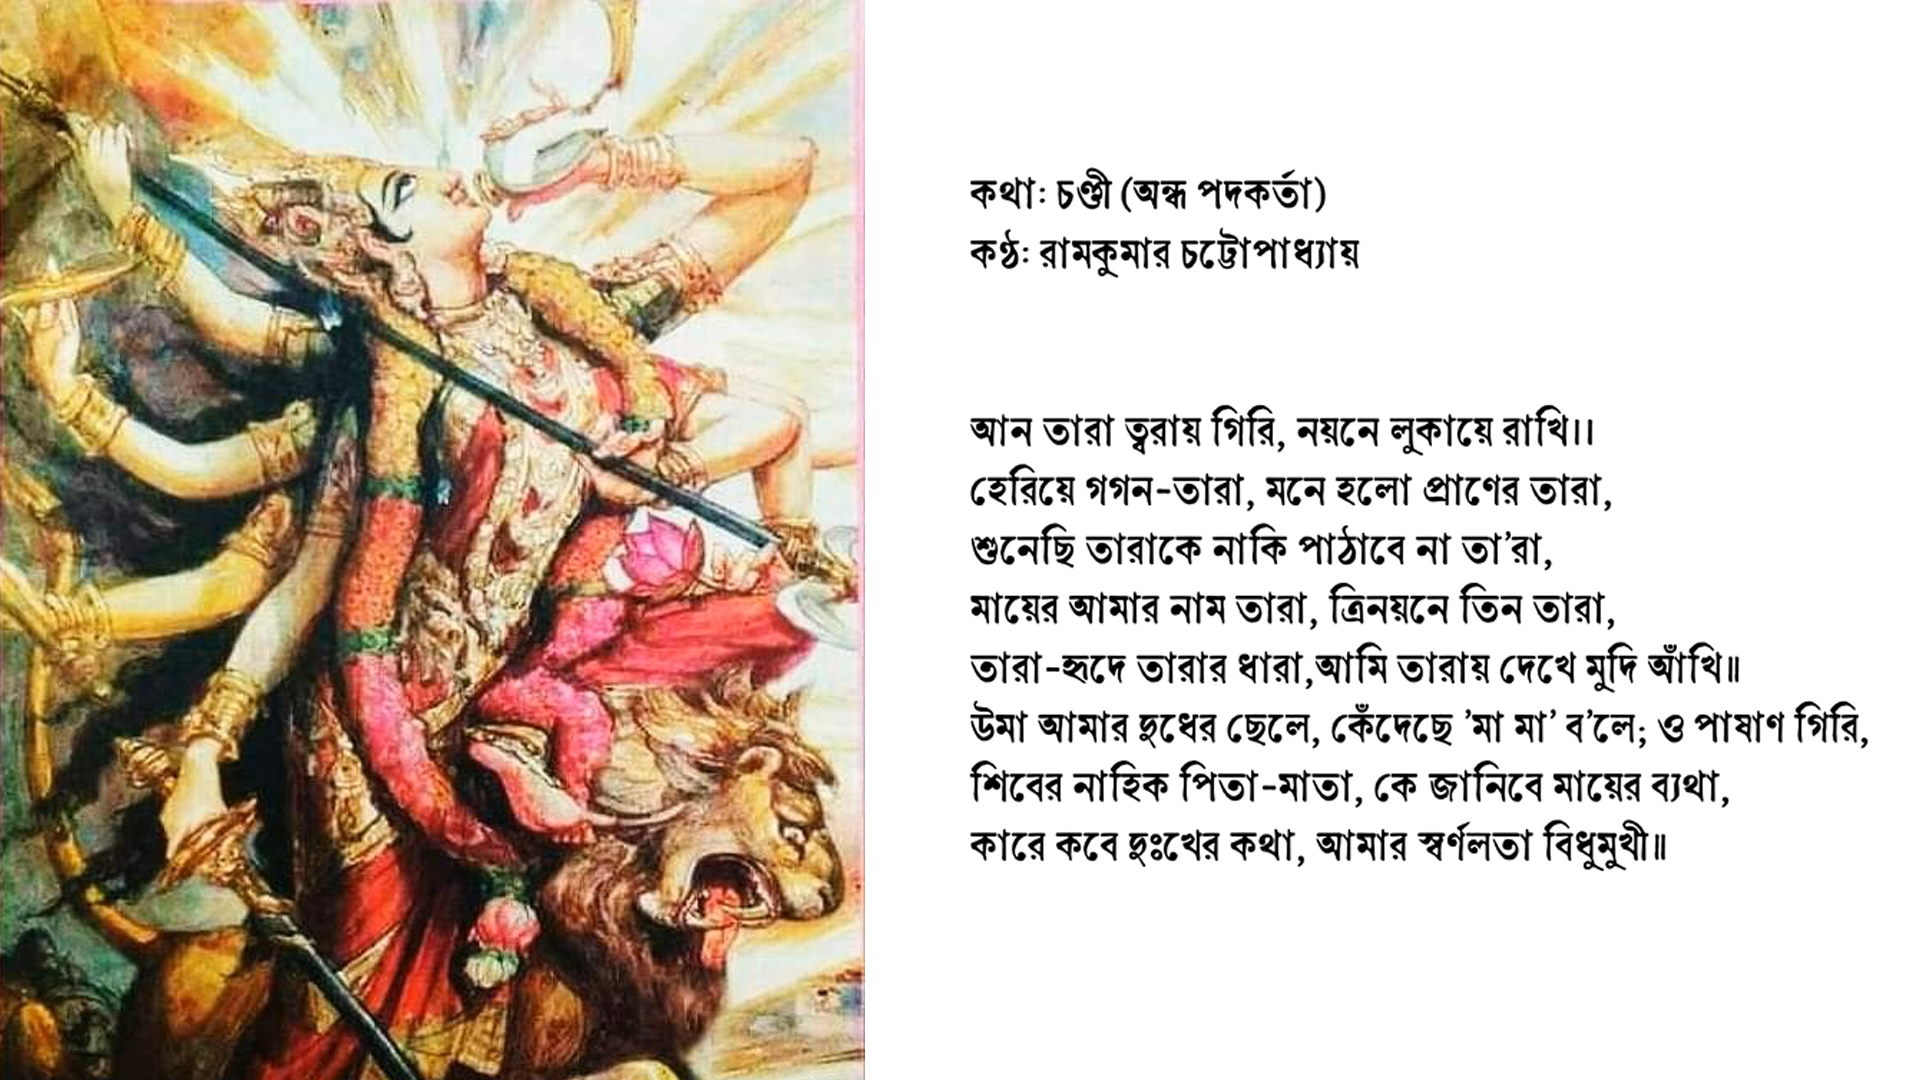 কথা: চণ্ডী (অন্ধ পদকর্তা)
কণ্ঠ: রামকুমার চট্টোপাধ্যায়
আন তারা ত্বরায় গিরি, নয়নে লুকায়ে রাখি।।
হেরিয়ে গগন-তারা, মনে হলো প্রাণের তারা,
শুনেছি তারাকে নাকি পাঠাবে না তা’রা,
মায়ের আমার নাম তারা, ত্রিনয়নে তিন তারা,
তারা-হৃদে তারার ধারা,আমি তারায় দেখে মুদি আঁখি॥
উমা আমার দুধের ছেলে, কেঁদেছে ’মা মা’ ব’লে; ও পাষাণ গিরি,
শিবের নাহিক পিতা-মাতা, কে জানিবে মায়ের ব্যথা,
কারে কবে দুঃখের কথা, আমার স্বর্ণলতা বিধুমুখী॥